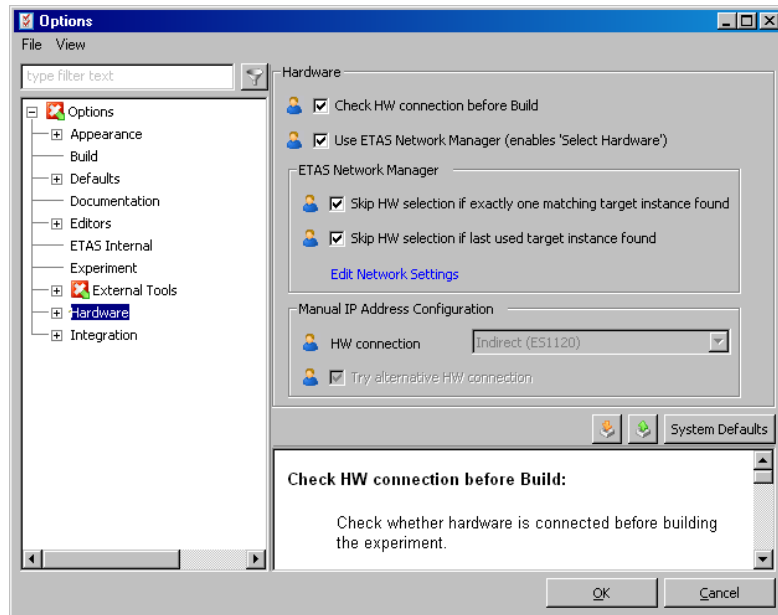 Options
File View
type filter text
Options
Appearance
Build
Defaults
Documentation
Editors
ETAS Internal
Experiment
External Tools
Hardware
Integration
Hardware
Check HW connection before Build
Use ETAS Network Manager (enables 'Select Hardware')
ETAS Network Manager
Skip HW selection if exactly one matching target instance found
Skip HW selection if last used target instance found
Edit Network Settings
Manual IP Address Configuration
HW connection Indirect (ES1120)
Try alternative HW connection
System Defaults
Check HW connection before Build:
Check whether hardware is connected before building
the experiment.
OK Cancel